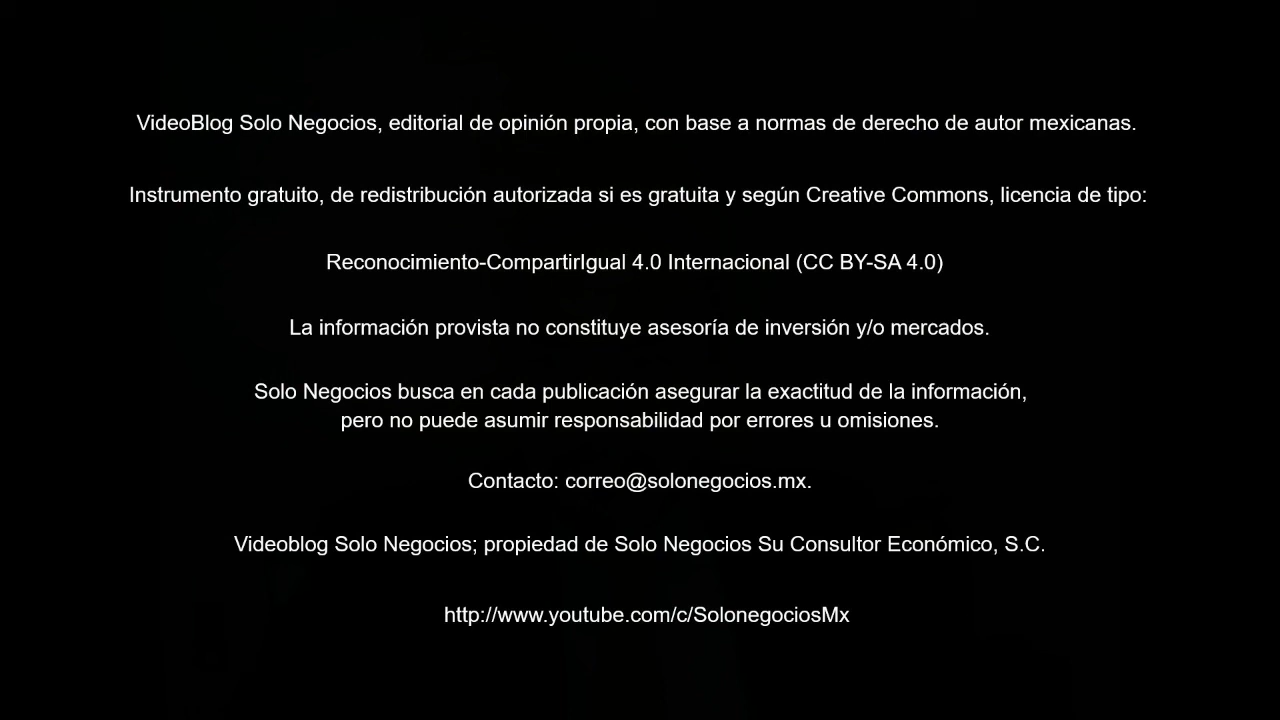 VideoBlog Solo Negocios, editorial de opinión propia, con base a normas de derecho de autor mexicanas.
Instrumento gratuito, de redistribución autorizada si es gratuita y según Creative Commons, licencia de tipo:
Reconocimiento-CompartirIgual 4.0 Internacional (CC BY-SA 4.0)
La información provista no constituye asesoría de inversión y/o mercados.
Solo Negocios busca en cada publicación asegurar la exactitud de la información,
pero no puede asumir responsabilidad por errores u omisiones.
Contacto: correo@solonegocios.mx.
Videoblog Solo Negocios; propiedad de Solo Negocios Su Consultor Económico, S.C.
http://www.youtube.com/c/SolonegociosMx